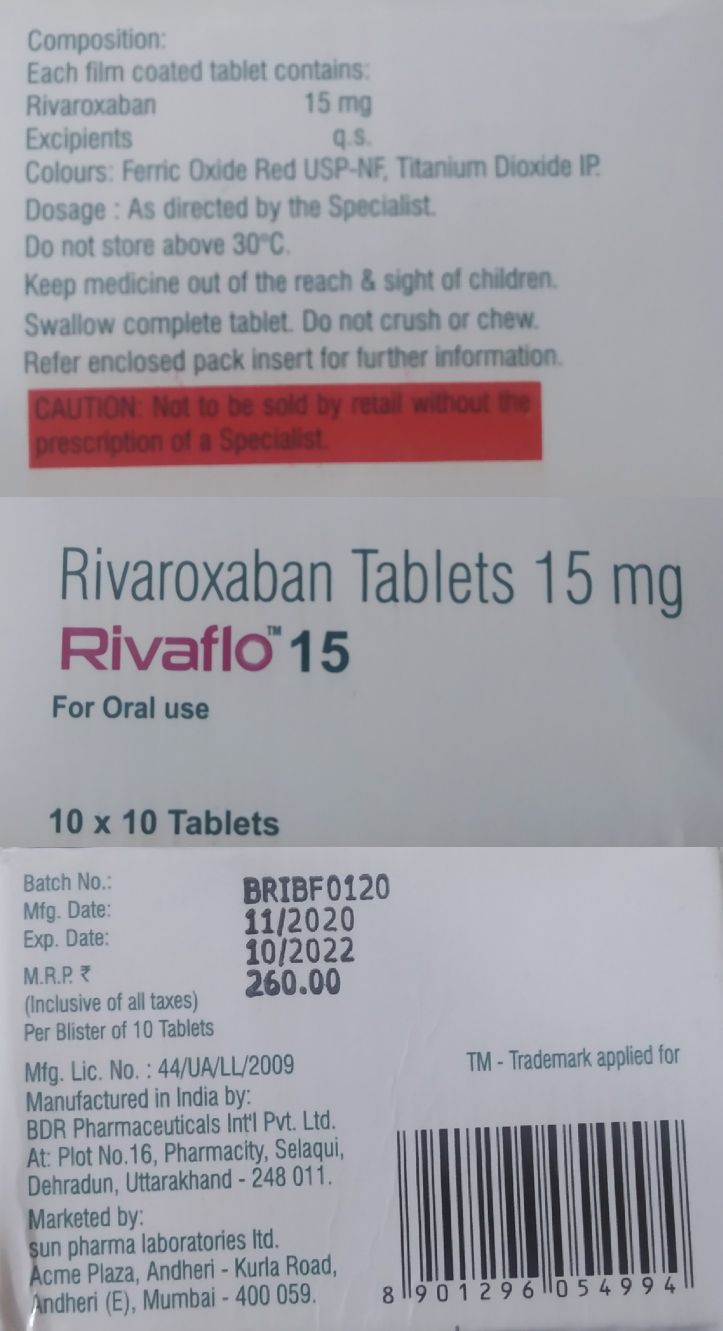 Composition:
Each film coated tablet contains:
Rivaroxaban 15 mg
Excipients q.s.
Colours: Ferric Oxide Red USP-NF, Titanium Dioxide IP.
Dosage : As directed by the Specialist.
Do not store above 30°C.
Keep medicine out of the reach & sight of children.
Swallow complete tablet. Do not crush or chew.
Refer enclosed pack insert for further information.
CAUTION: Not to be sold by retail without the
prescription of a Specialist.
Rivaroxaban Tablets 15 mg
Rivaflo™ 15
For Oral use
10 x 10 Tablets
Batch No.: BRIBF0120
Mfg. Date: 11/2020
Exp. Date: 10/2022
M.R.P. ₹ 260.00
(Inclusive of all taxes)
Per Blister of 10 Tablets
Mfg. Lic. No. : 44/UA/LL/2009
TM - Trademark applied for
Manufactured in India by:
BDR Pharmaceuticals Int'l Pvt. Ltd.
At: Plot No.16, Pharmacity, Selaqui,
Dehradun, Uttarakhand - 248 011.
Marketed by:
sun pharma laboratories ltd.
Acme Plaza, Andheri - Kurla Road,
Andheri (E), Mumbai - 400 059.
8 901296 054994